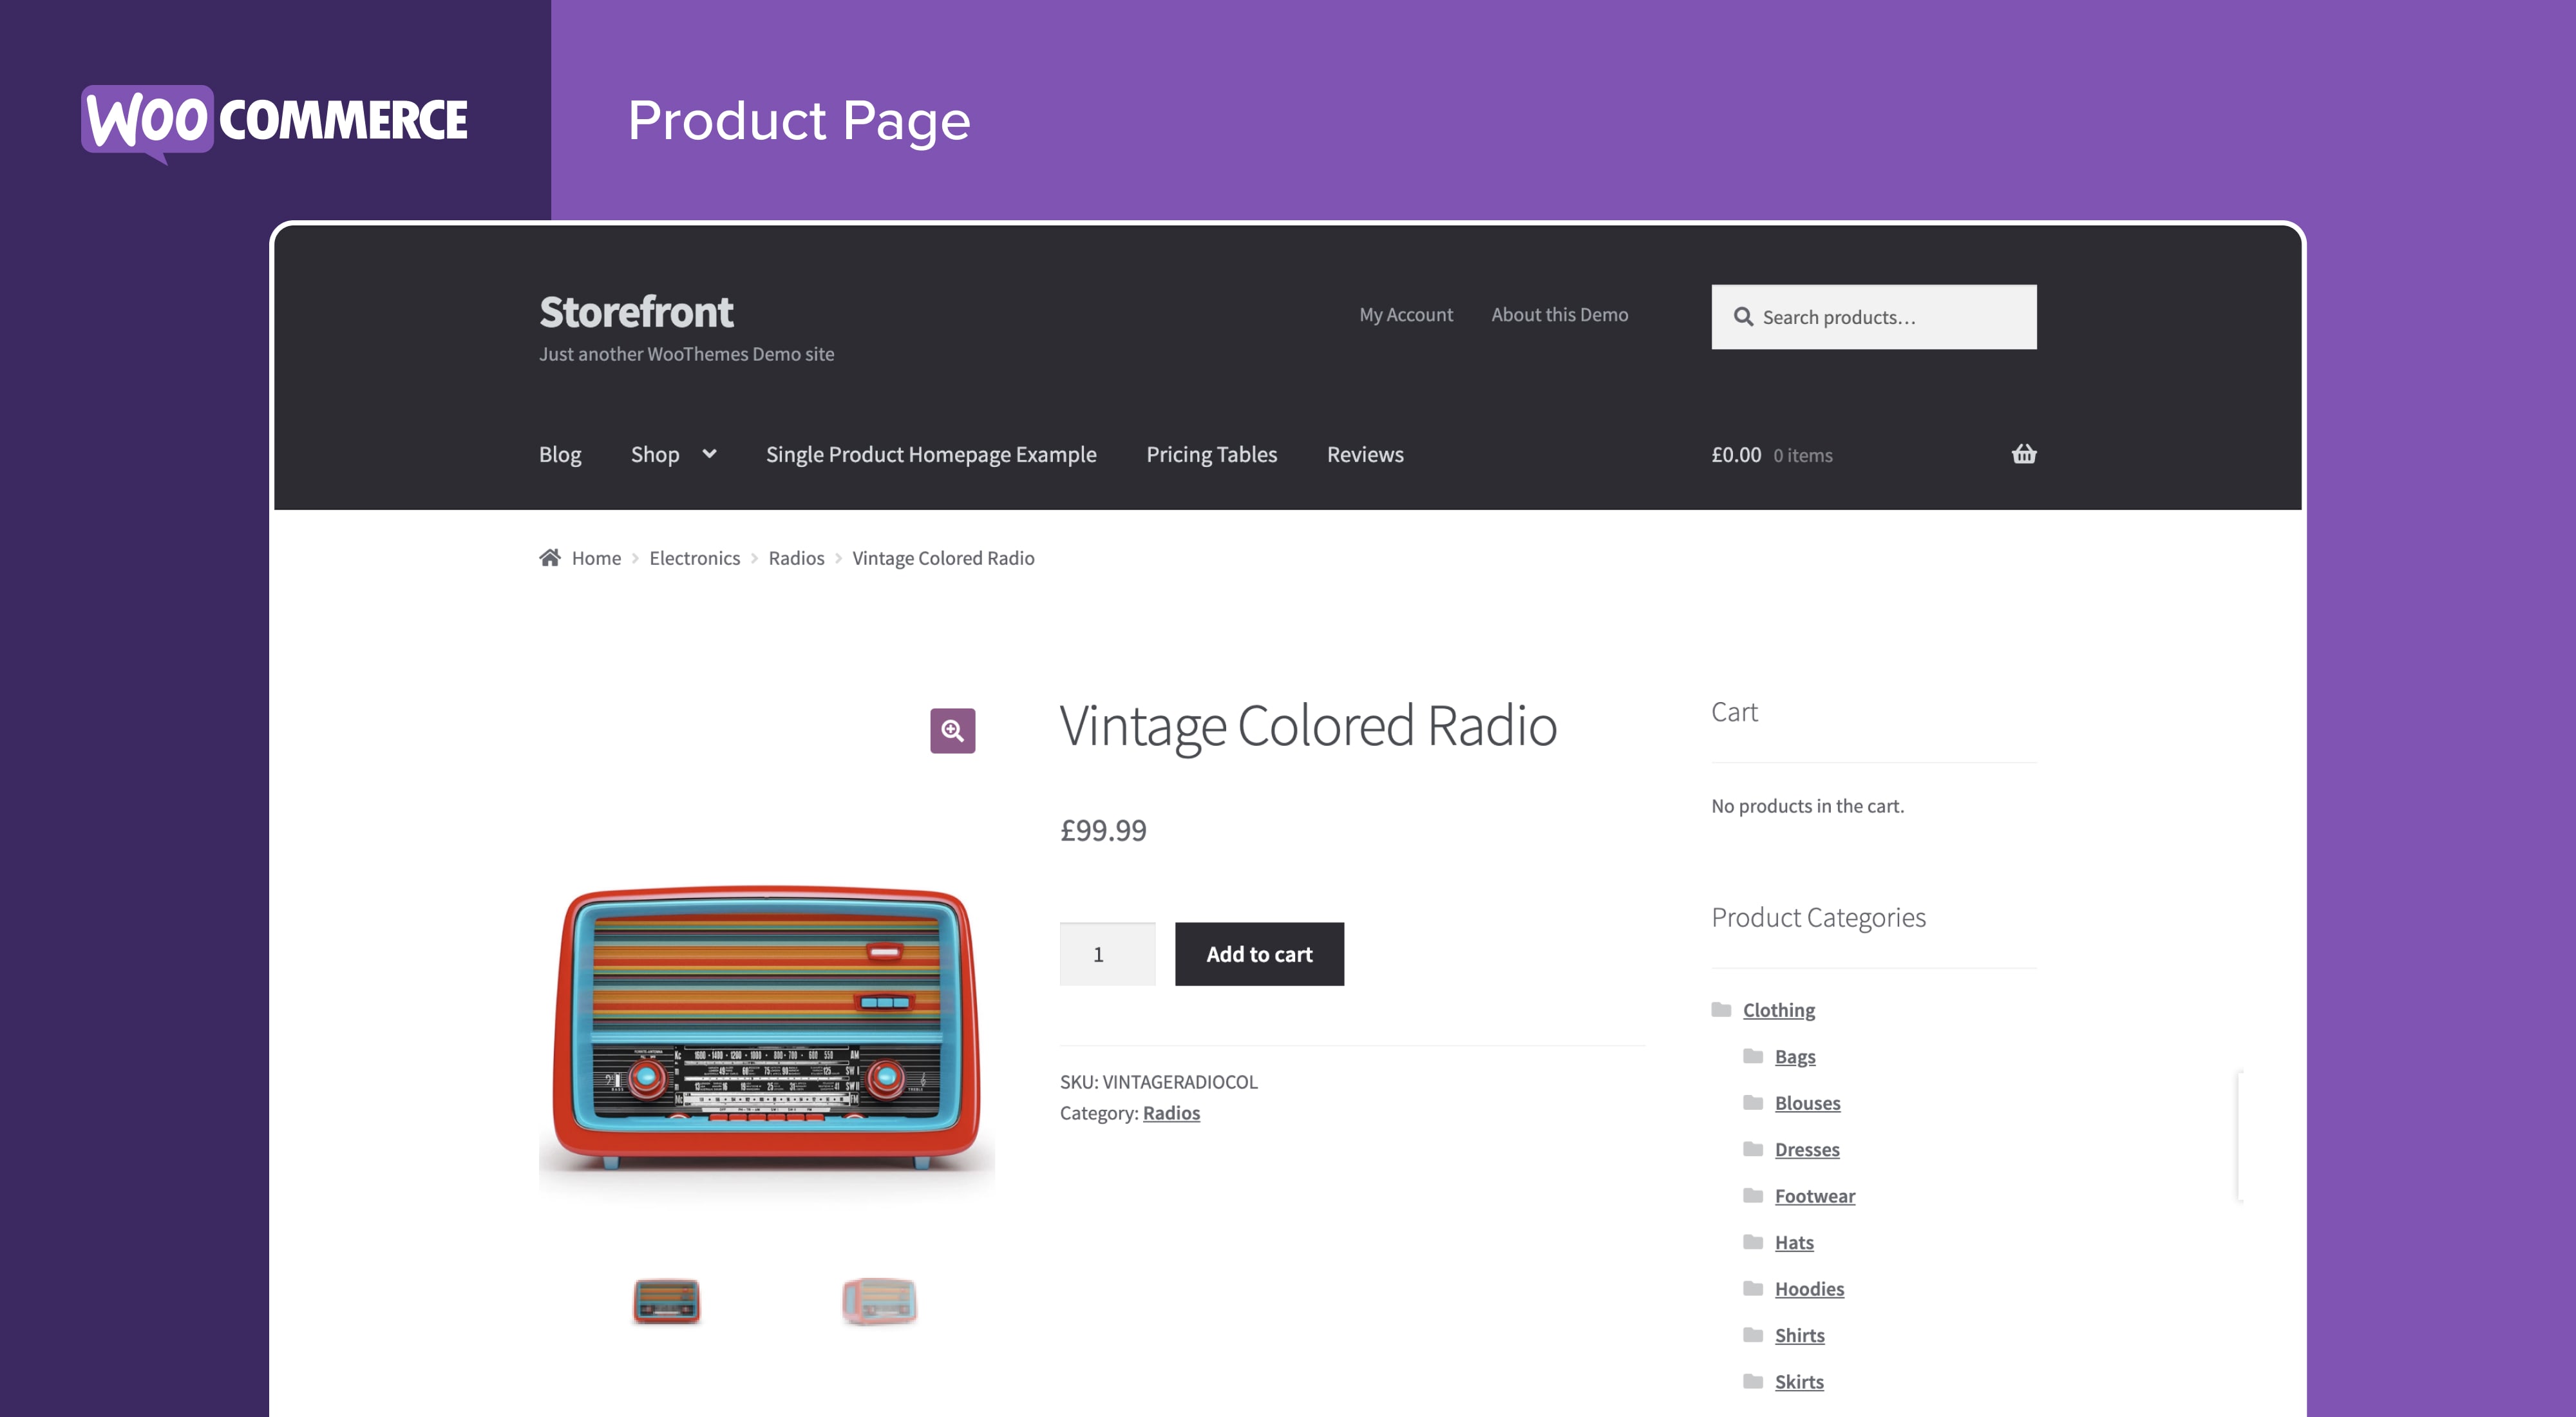 WOO COMMERCE
Product Page
Storefront
Just another WooThemes Demo site
My Account
About this Demo
Search products...
Blog
Shop
Single Product Homepage Example
Pricing Tables
Reviews
£0.00 0 items
Home
Electronics
Radios
Vintage Colored Radio
Vintage Colored Radio
£99.99
1
Add to cart
SKU: VINTAGERADIOCOL
Category: Radios
Cart
No products in the cart.
Product Categories
Clothing
Bags
Blouses
Dresses
Footwear
Hats
Hoodies
Shirts
Skirts